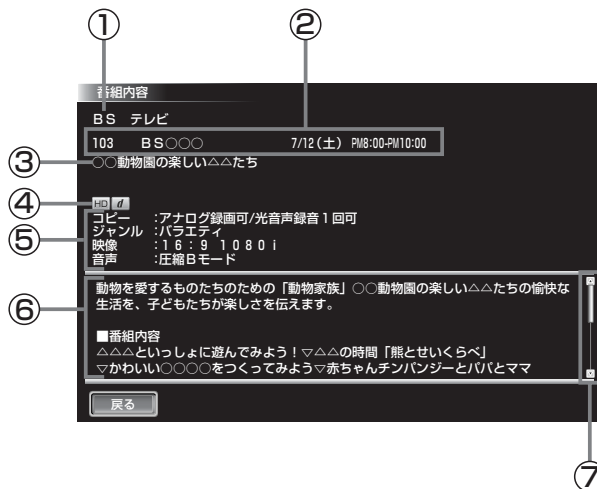 ① ②
番組内容
BS テレビ
103 BS○○○ 7/12(土) PM8:00-PM10:00
③ ○○動物園の楽しい△△たち
④ HD d
⑤ コピー :アナログ録画可/光音声録音1回可
ジャンル :バラエティ
映像 :16:9 1080i
音声 :圧縮Bモード
⑥ 動物を愛するものたちのための「動物家族」○○動物園の楽しい△△たちの愉快な
生活を、子どもたちが楽しさを伝えます。
■番組内容
△△△といっしょに遊んでみよう!▽△△の時間「熊とせいくらべ」
▽かわいい○○○○をつくってみよう▽赤ちゃんチンパンジーとパパとママ
戻る
⑦